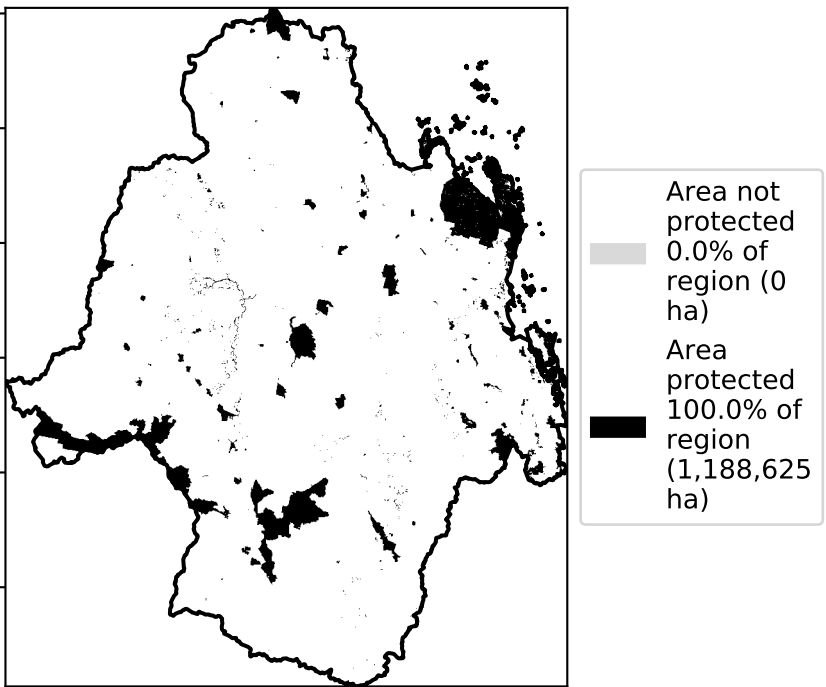 Area not
protected
0.0% of
region (0
ha)
Area
protected
100.0% of
region
(1,188,625
ha)